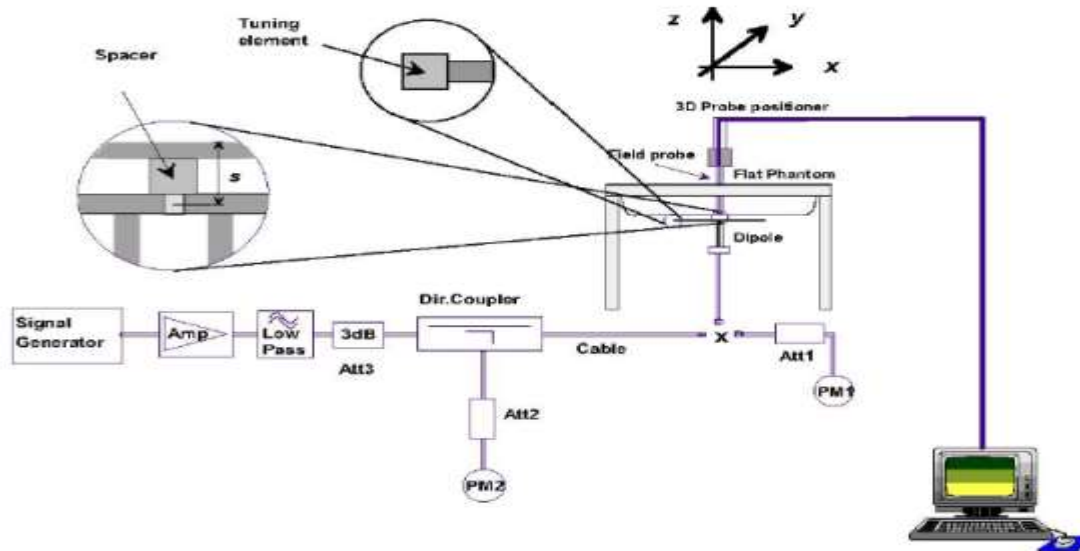 Tuning
element
Spacer
s
z
y
x
3D Probe positioner
Field probe
Flat Phantom
Dipole
Signal
Generator
Amp
Low
Pass
3dB
Att3
Dir.Coupler
Cable
x
Att1
PM1
Att2
PM2